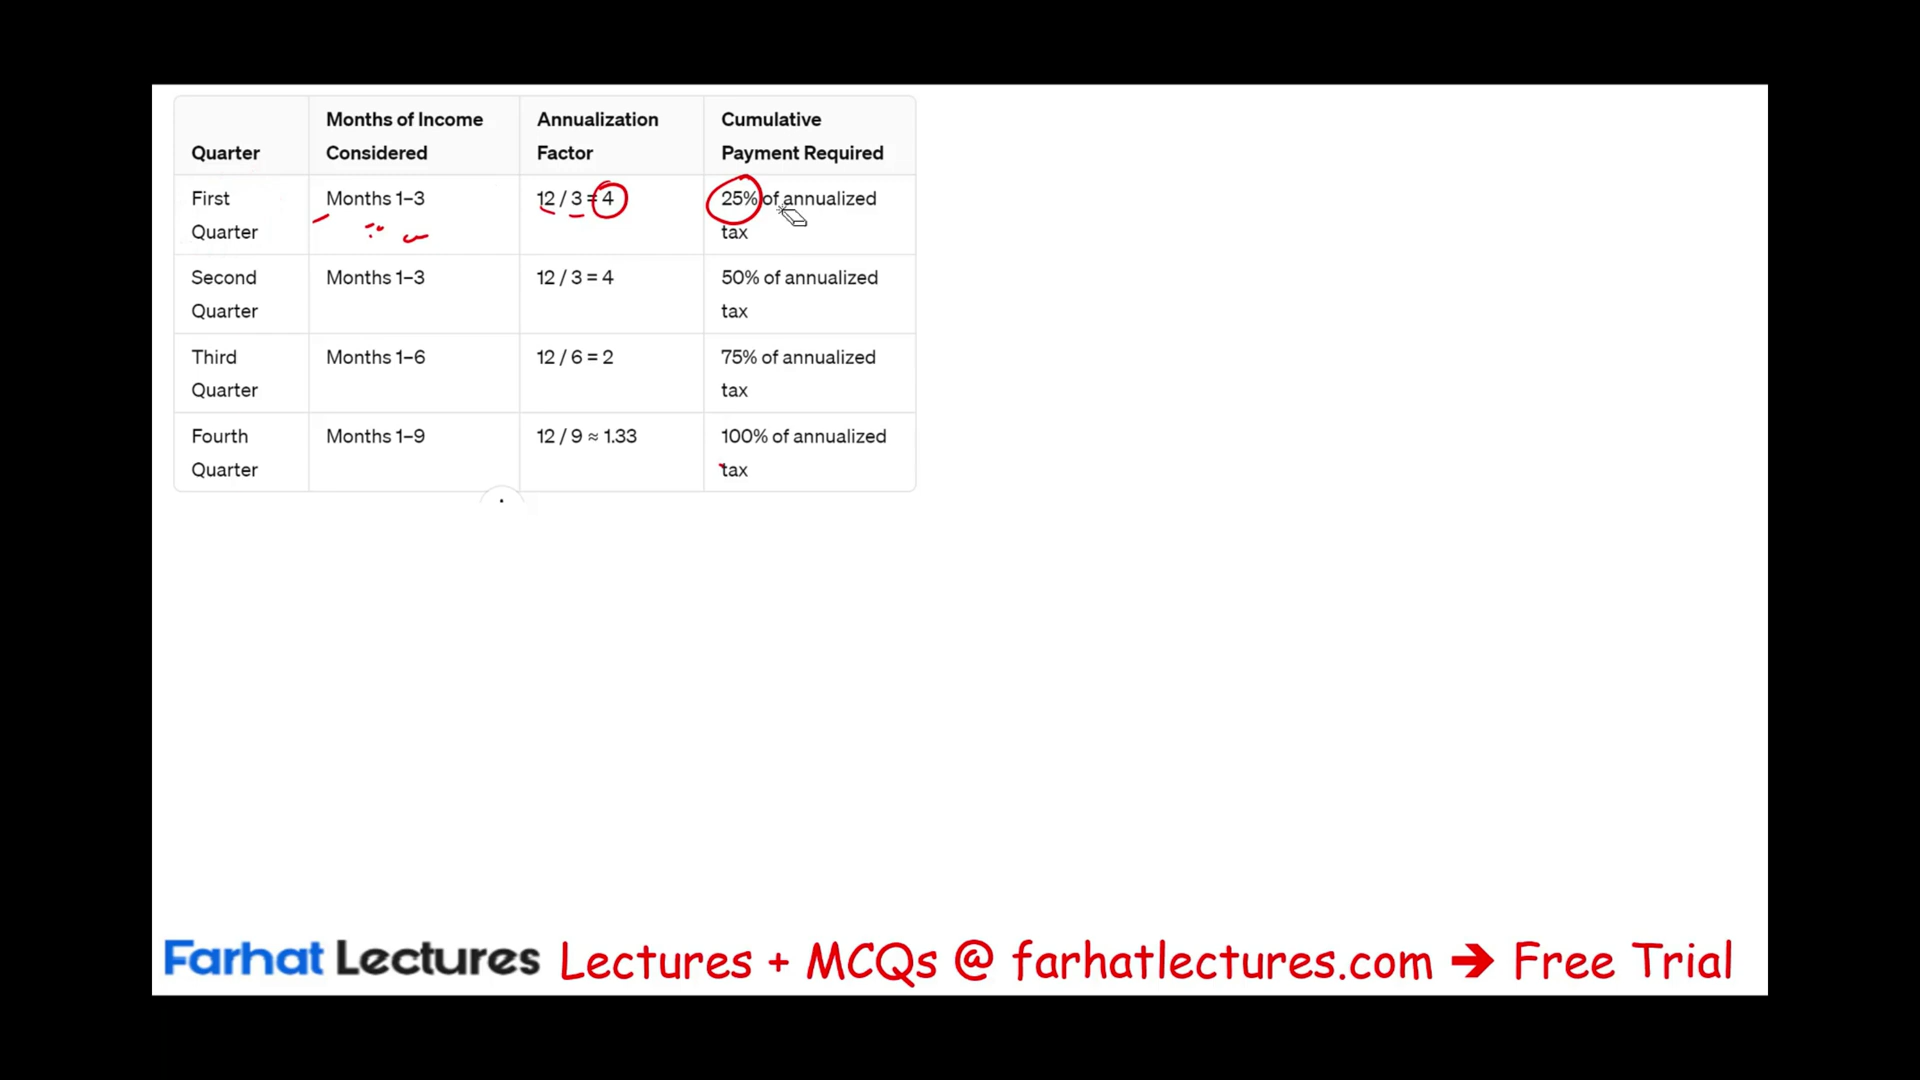 Quarter
Months of Income
Considered
Annualization
Factor
Cumulative
Payment Required
First
Quarter
Months 1–3
12 / 3 = 4
25% of annualized
tax
Second
Quarter
Months 1–3
12 / 3 = 4
50% of annualized
tax
Third
Quarter
Months 1–6
12 / 6 = 2
75% of annualized
tax
Fourth
Quarter
Months 1–9
12 / 9 ≈ 1.33
100% of annualized
tax
Farhat Lectures
Lectures + MCQs @ farhatlectures.com ➔ Free Trial